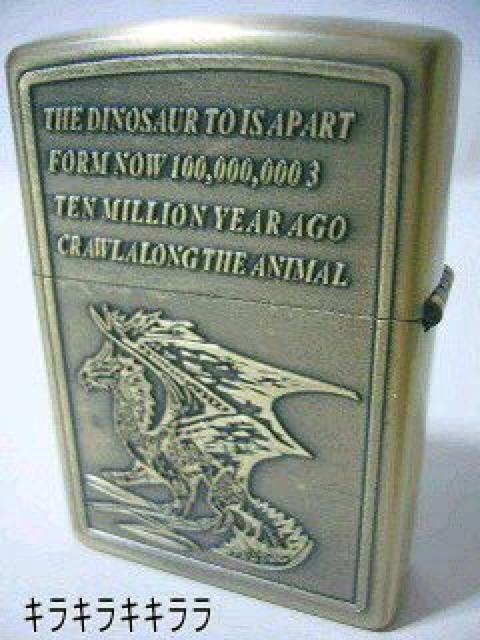 THE DINOSAUR TO IS APART
FORM NOW 100,000,000 3
TEN MILLION YEAR AGO
CRAWLALONG THE ANIMAL
キラキラキキララ